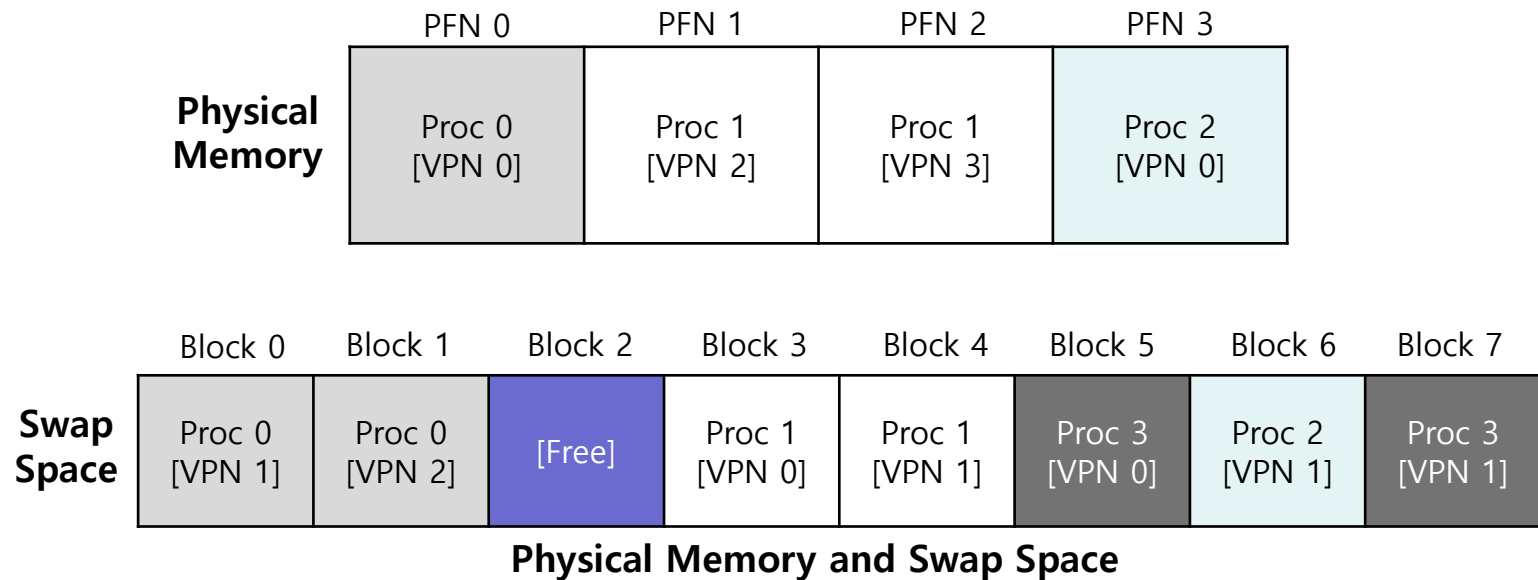 PFN 0 PFN 1 PFN 2 PFN 3
Physical
Memory
Proc 0
[VPN 0]
Proc 1
[VPN 2]
Proc 1
[VPN 3]
Proc 2
[VPN 0]
Block 0 Block 1 Block 2 Block 3 Block 4 Block 5 Block 6 Block 7
Swap
Space
Proc 0
[VPN 1]
Proc 0
[VPN 2]
[Free]
Proc 1
[VPN 0]
Proc 1
[VPN 1]
Proc 3
[VPN 0]
Proc 2
[VPN 1]
Proc 3
[VPN 1]
Physical Memory and Swap Space